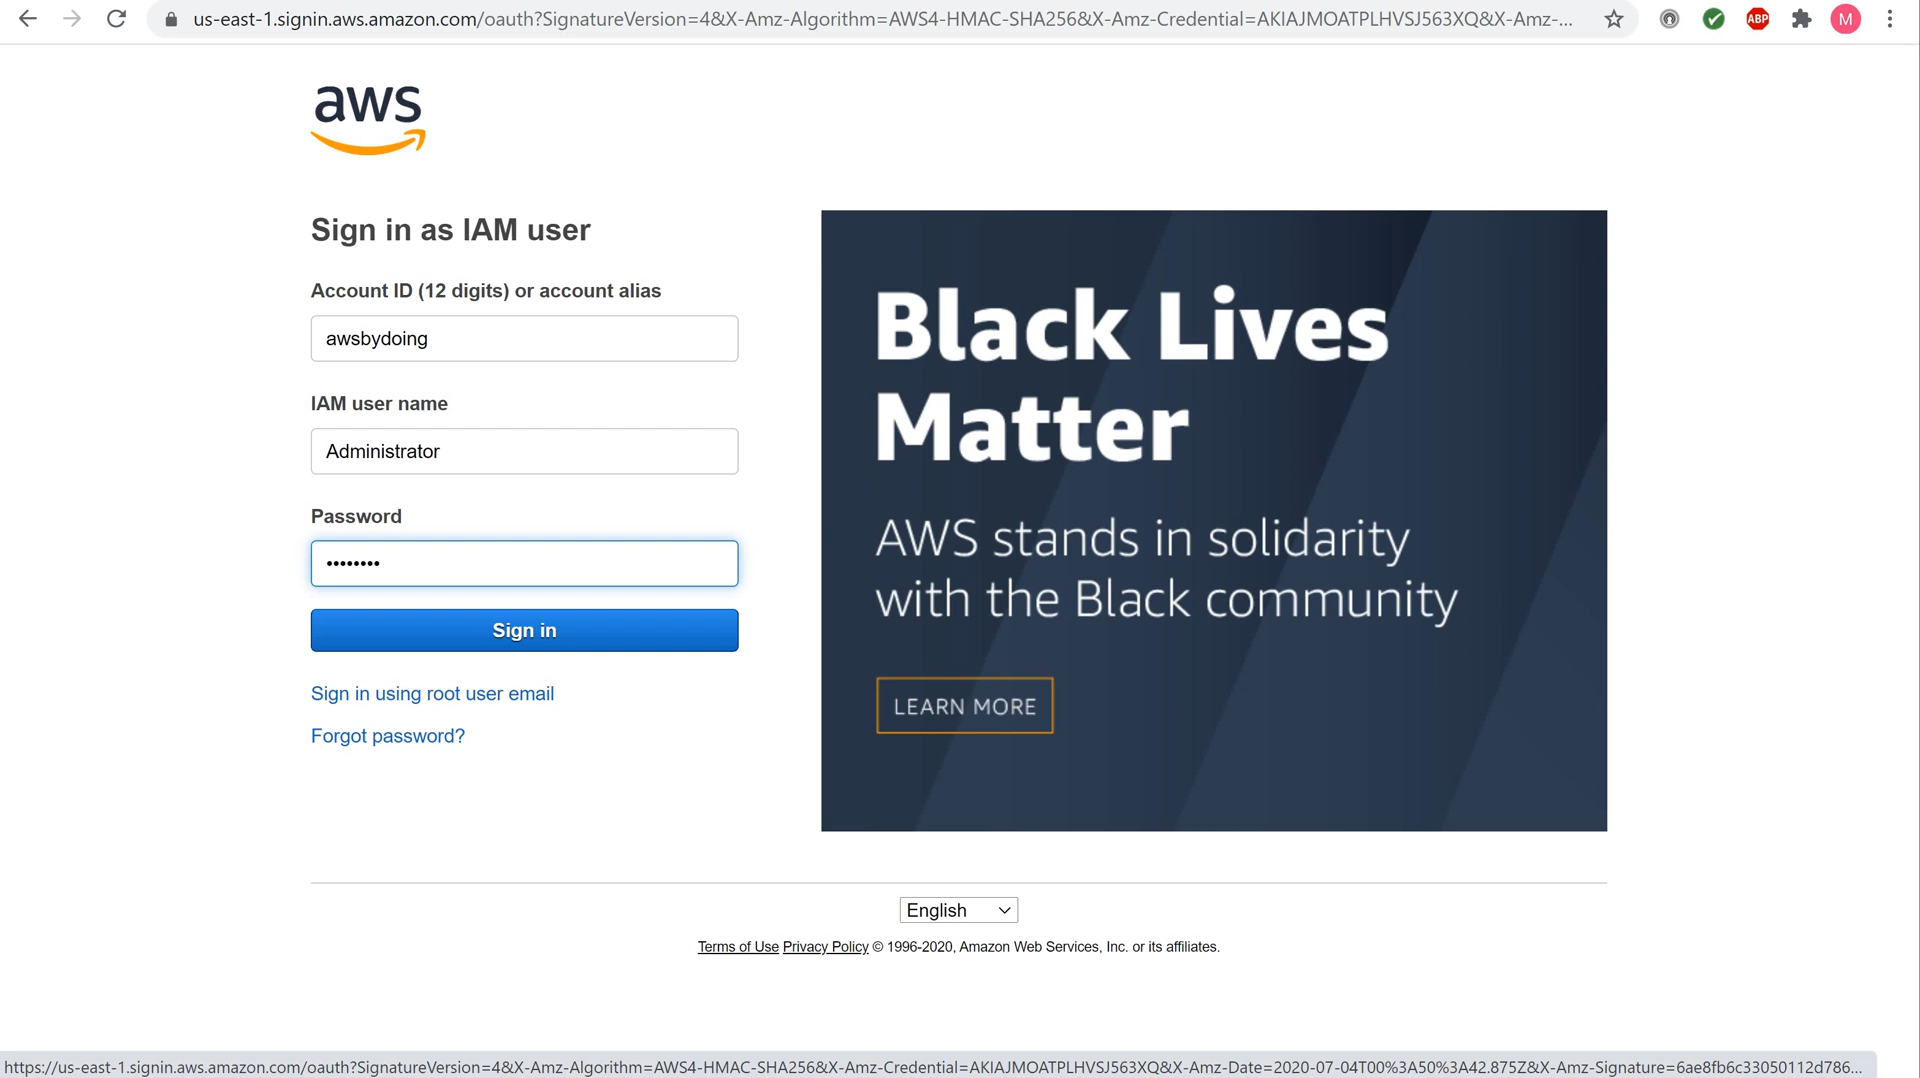 us-east-1.signin.aws.amazon.com/oauth?SignatureVersion=4&X-Amz-Algorithm=AWS4-HMAC-SHA256&X-Amz-Credential=AKIAJMOATPLHVSJ563XQ&X-Amz-...
ABP
M
aws
Sign in as IAM user
Account ID (12 digits) or account alias
awsbydoing
IAM user name
Administrator
Password
••••••••
Sign in
Sign in using root user email
Forgot password?
Black Lives
Matter
AWS stands in solidarity
with the Black community
LEARN MORE
English
Terms of Use Privacy Policy © 1996-2020, Amazon Web Services, Inc. or its affiliates.
https://us-east-1.signin.aws.amazon.com/oauth?SignatureVersion=4&X-Amz-Algorithm=AWS4-HMAC-SHA256&X-Amz-Credential=AKIAJMOATPLHVSJ563XQ&X-Amz-Date=2020-07-04T00%3A50%3A42.875Z&X-Amz-Signature=6ae8fb6c33050112d786...